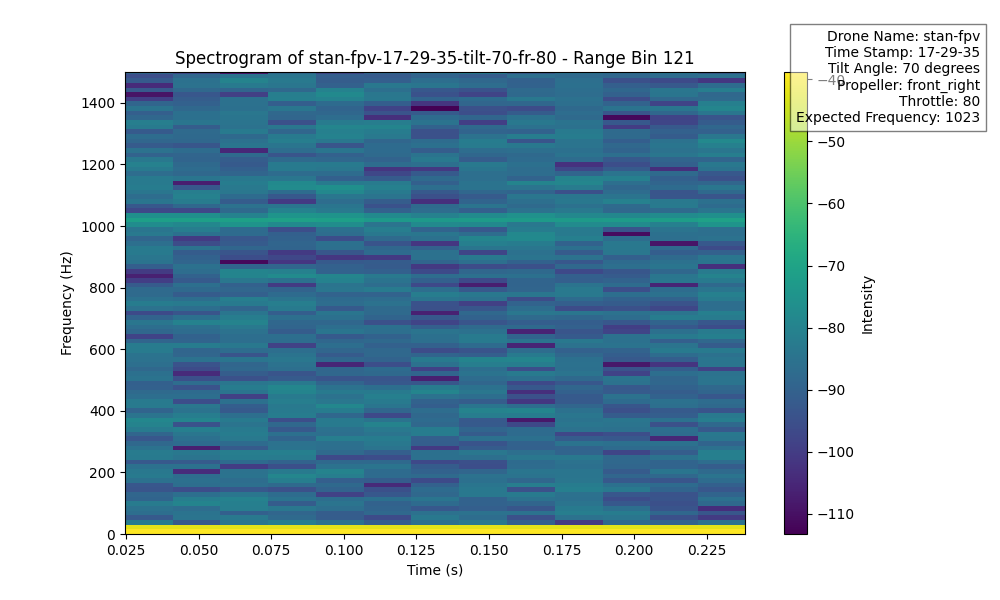 Drone Name: stan-fpv
Time Stamp: 17-29-35
Tilt Angle: 70 degrees
Propeller: front_right
Throttle: 80
Expected Frequency: 1023
Spectrogram of stan-fpv-17-29-35-tilt-70-fr-80 - Range Bin 121
Frequency (Hz)
1400
1200
1000
800
600
400
200
0
0.025 0.050 0.075 0.100 0.125 0.150 0.175 0.200 0.225
Time (s)
−40
−50
−60
−70
−80
−90
−100
−110
Intensity